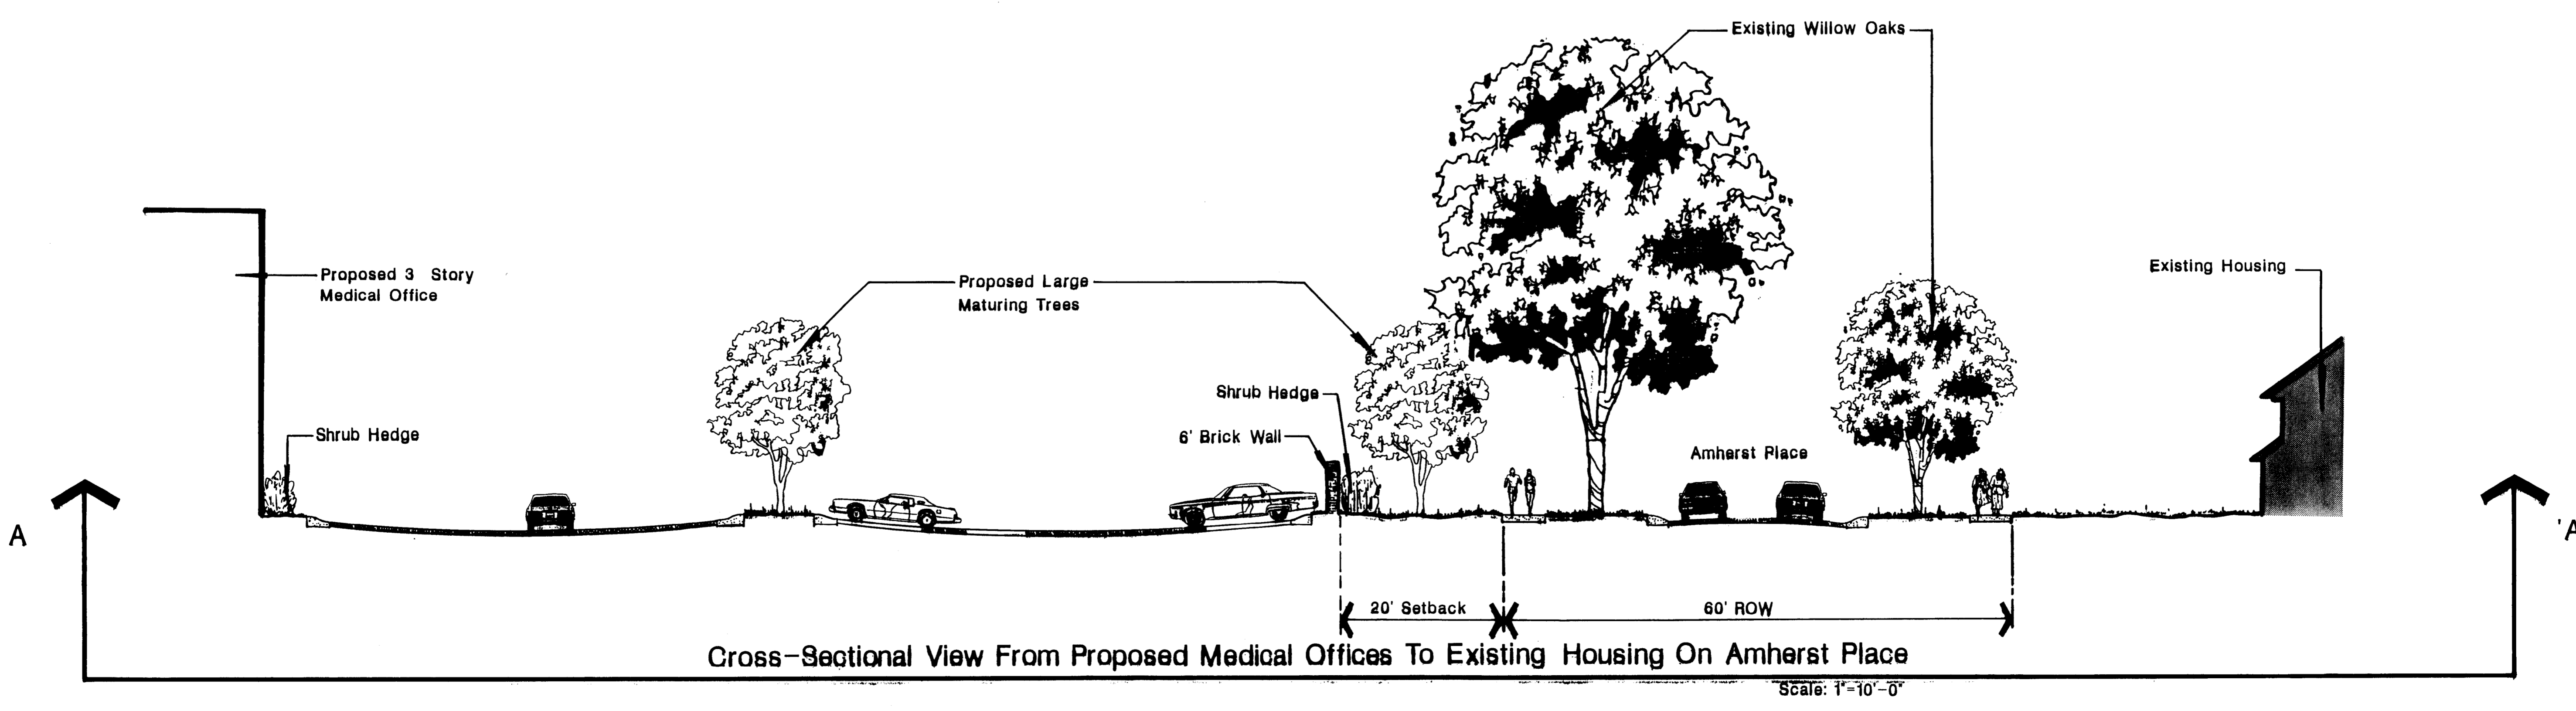 Existing Willow Oaks
Existing Housing
Proposed 3 Story
Medical Office
Proposed Large
Maturing Trees
Shrub Hedge
Shrub Hedge
6' Brick Wall
Amherst Place
A
'A
20' Setback
60' ROW
Cross-Sectional View From Proposed Medical Offices To Existing Housing On Amherst Place
Scale: 1"=10'-0"